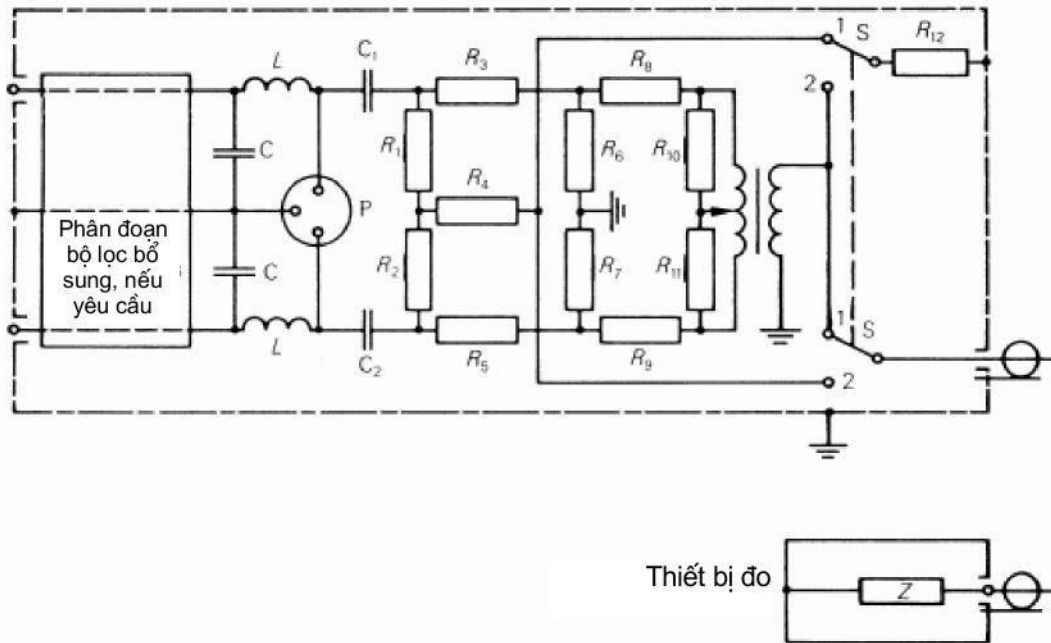 1 S R12
L C1 R3 R8
2
C R1 R6 R10
R4
P
Phân đoạn
bộ lọc bổ
sung, nếu
yêu cầu
C R2 R7 R11
1 S
L C2 R5 R9
2
Thiết bị đo
Z